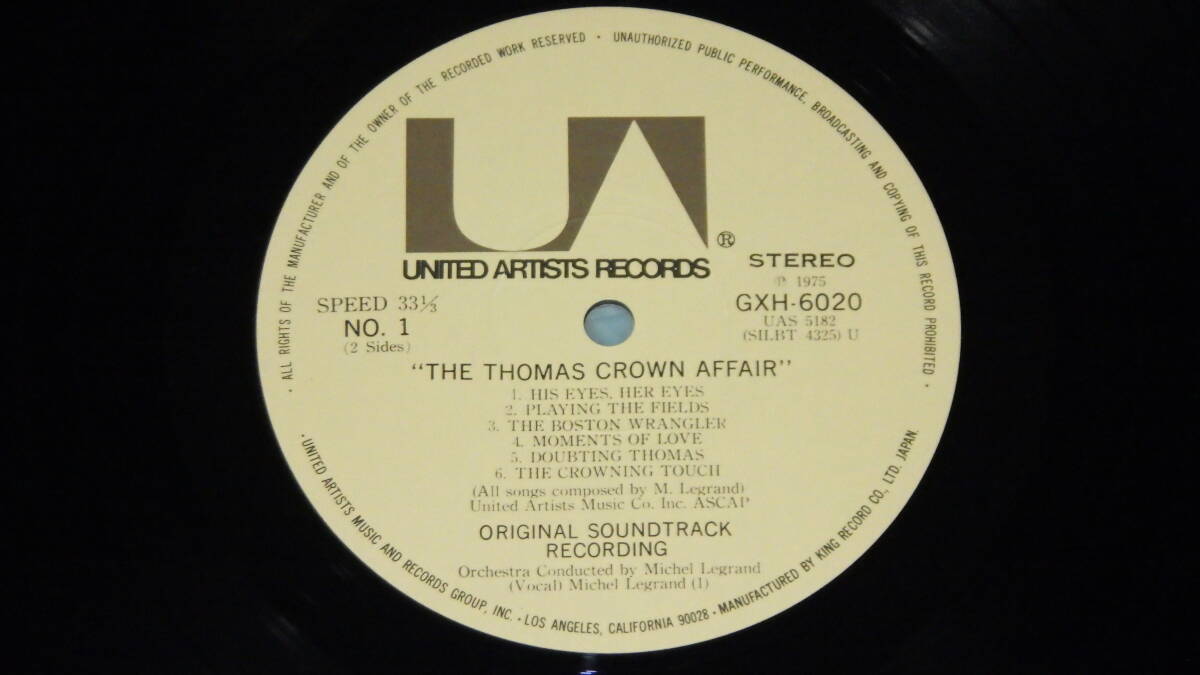 · ALL RIGHTS OF THE MANUFACTURER AND OF THE OWNER OF THE RECORDED WORK RESERVED · UNAUTHORIZED PUBLIC PERFORMANCE, BROADCASTING AND COPYING OF THIS RECORD PROHIBITED ·
UA
®
UNITED ARTISTS RECORDS
STEREO
℗ 1975
SPEED 33⅓
GXH-6020
NO. 1
UAS 5182
(2 Sides)
(SILBT 4325) U
"THE THOMAS CROWN AFFAIR"
1. HIS EYES, HER EYES
2. PLAYING THE FIELDS
3. THE BOSTON WRANGLER
4. MOMENTS OF LOVE
5. DOUBTING THOMAS
6. THE CROWNING TOUCH
(All songs composed by M. Legrand)
United Artists Music Co. Inc. ASCAP
ORIGINAL SOUNDTRACK
RECORDING
Orchestra Conducted by Michel Legrand
(Vocal) Michel Legrand (1)
· UNITED ARTISTS MUSIC AND RECORDS GROUP, INC. · LOS ANGELES, CALIFORNIA 90028 · MANUFACTURED BY KING RECORD CO., LTD. JAPAN.